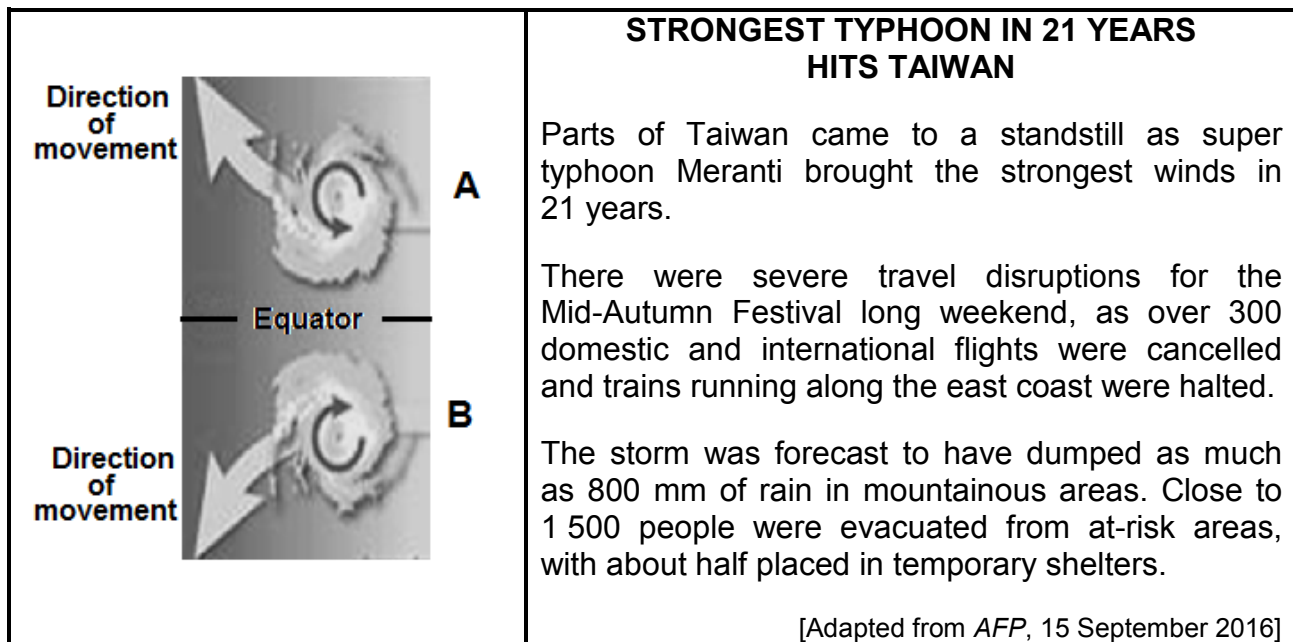 Direction
of
movement
A
Equator
B
Direction
of
movement
STRONGEST TYPHOON IN 21 YEARS
HITS TAIWAN
Parts of Taiwan came to a standstill as super
typhoon Meranti brought the strongest winds in
21 years.
There were severe travel disruptions for the
Mid-Autumn Festival long weekend, as over 300
domestic and international flights were cancelled
and trains running along the east coast were halted.
The storm was forecast to have dumped as much
as 800 mm of rain in mountainous areas. Close to
1 500 people were evacuated from at-risk areas,
with about half placed in temporary shelters.
[Adapted from AFP, 15 September 2016]